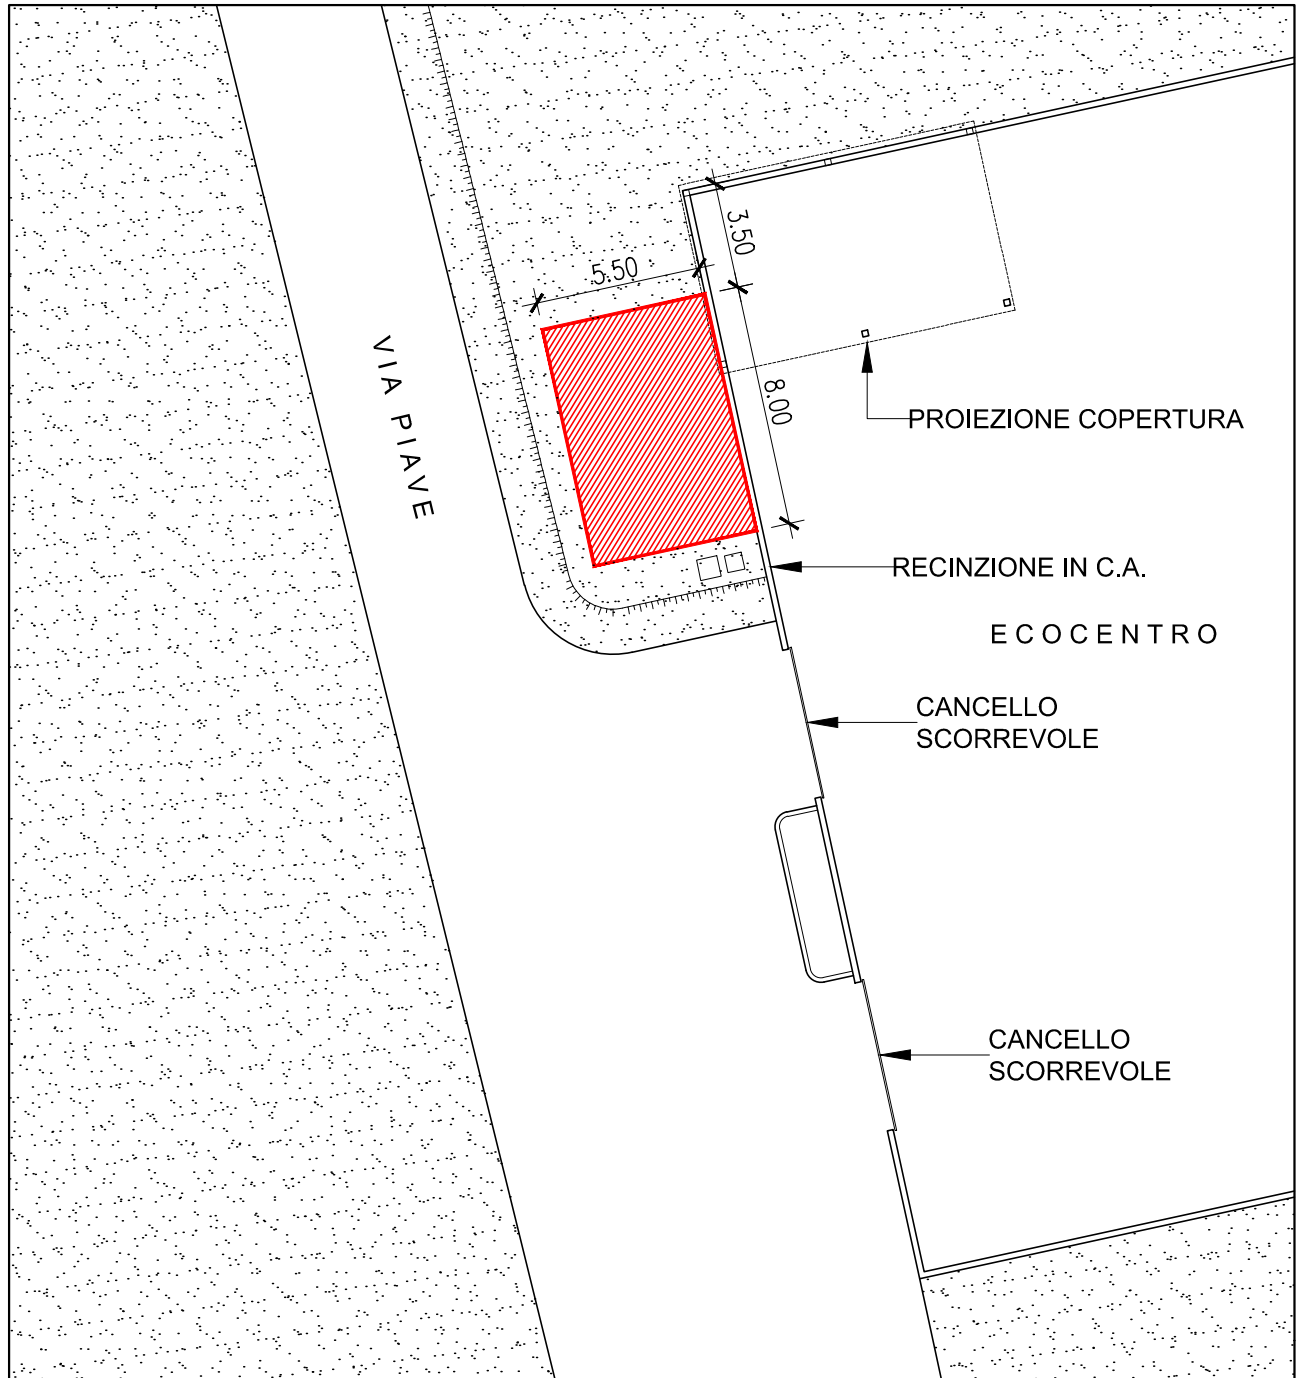 3.50
5.50
VIA PIAVE
8.00
PROIEZIONE COPERTURA
RECINZIONE IN C.A.
ECOCENTRO
CANCELLO
SCORREVOLE
CANCELLO
SCORREVOLE